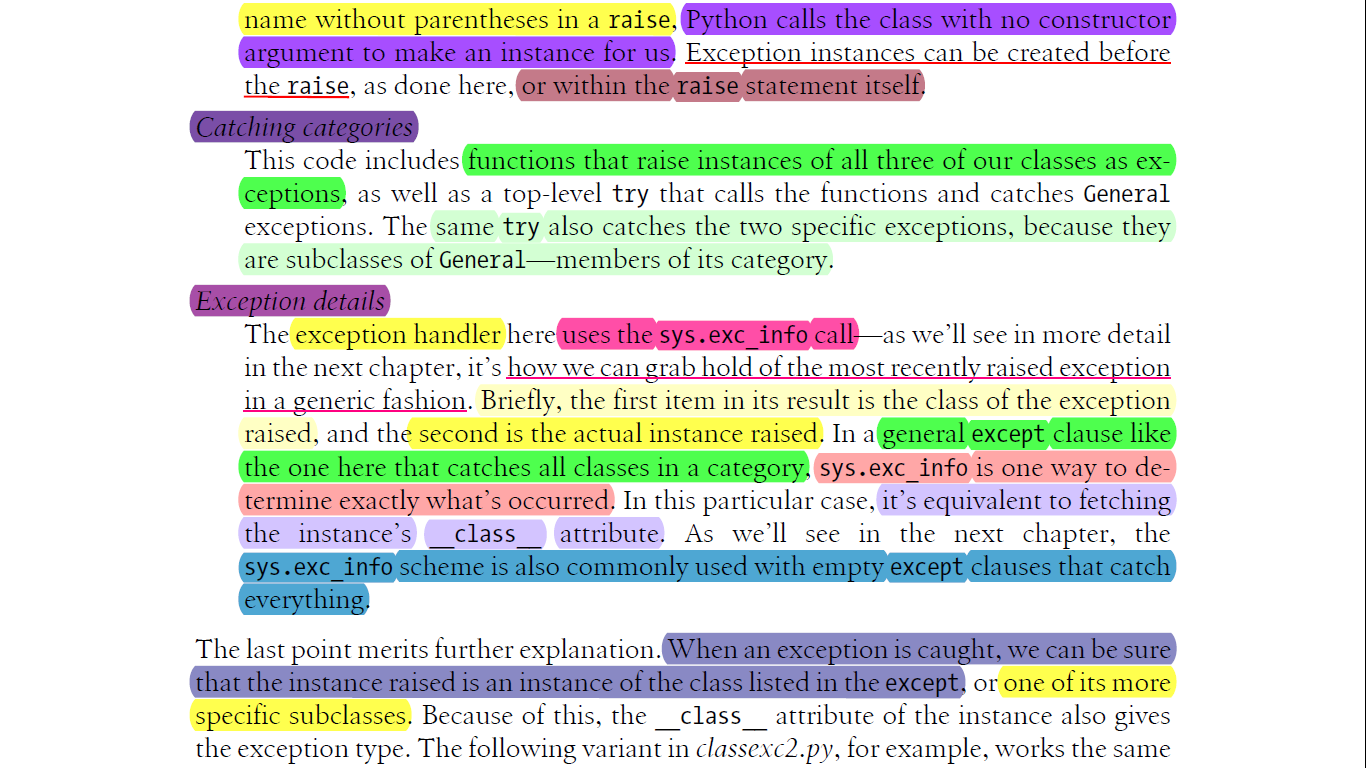 name without parentheses in a raise, Python calls the class with no constructor
argument to make an instance for us. Exception instances can be created before
the raise, as done here, or within the raise statement itself.
Catching categories
This code includes functions that raise instances of all three of our classes as ex-
ceptions, as well as a top-level try that calls the functions and catches General
exceptions. The same try also catches the two specific exceptions, because they
are subclasses of General—members of its category.
Exception details
The exception handler here uses the sys.exc_info call—as we’ll see in more detail
in the next chapter, it’s how we can grab hold of the most recently raised exception
in a generic fashion. Briefly, the first item in its result is the class of the exception
raised, and the second is the actual instance raised. In a general except clause like
the one here that catches all classes in a category, sys.exc_info is one way to de-
termine exactly what’s occurred. In this particular case, it’s equivalent to fetching
the instance’s __class__ attribute. As we’ll see in the next chapter, the
sys.exc_info scheme is also commonly used with empty except clauses that catch
everything.
The last point merits further explanation. When an exception is caught, we can be sure
that the instance raised is an instance of the class listed in the except, or one of its more
specific subclasses. Because of this, the __class__ attribute of the instance also gives
the exception type. The following variant in classexc2.py, for example, works the same